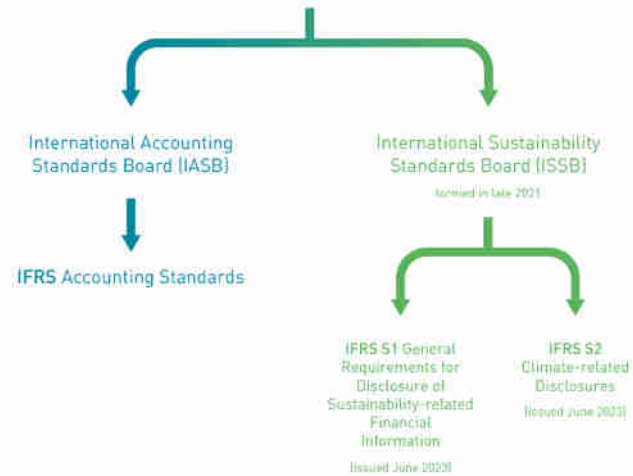 International Accounting
Standards Board (IASB)
International Sustainability
Standards Board (ISSB)
formed in late 2021
IFRS Accounting Standards
IFRS S1 General
Requirements for
Disclosure of
Sustainability-related
Financial
Information
(issued June 2023)
IFRS S2
Climate-related
Disclosures
(issued June 2023)